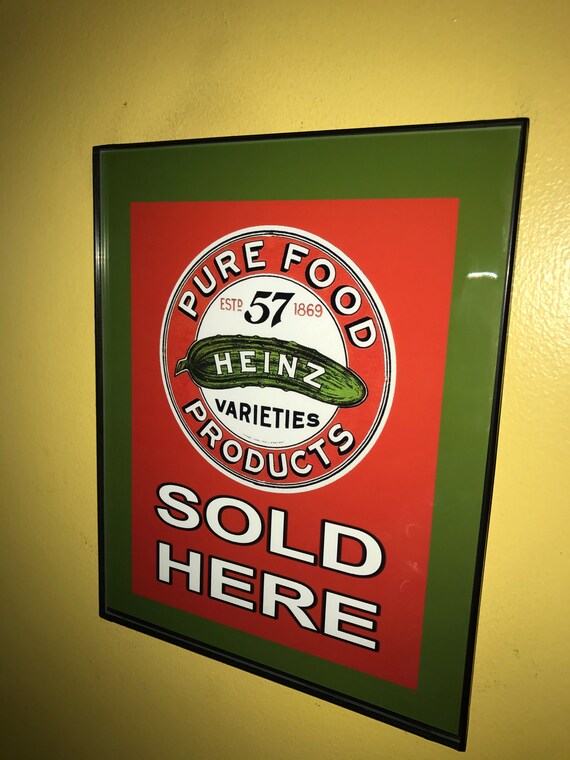 PURE FOOD
ESTD 57 1869
HEINZ
VARIETIES
PRODUCTS
SOLD
HERE